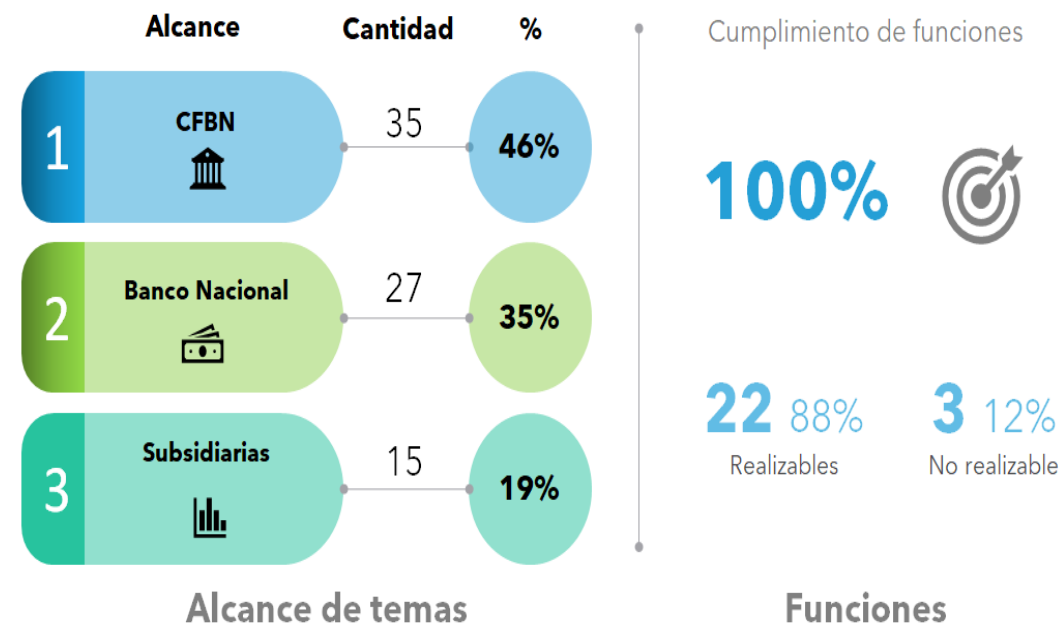 Alcance Cantidad %
1 CFBN 35 46%
2 Banco Nacional 27 35%
3 Subsidiarias 15 19%
Alcance de temas
Cumplimiento de funciones
100%
22 88%
Realizables
3 12%
No realizable
Funciones